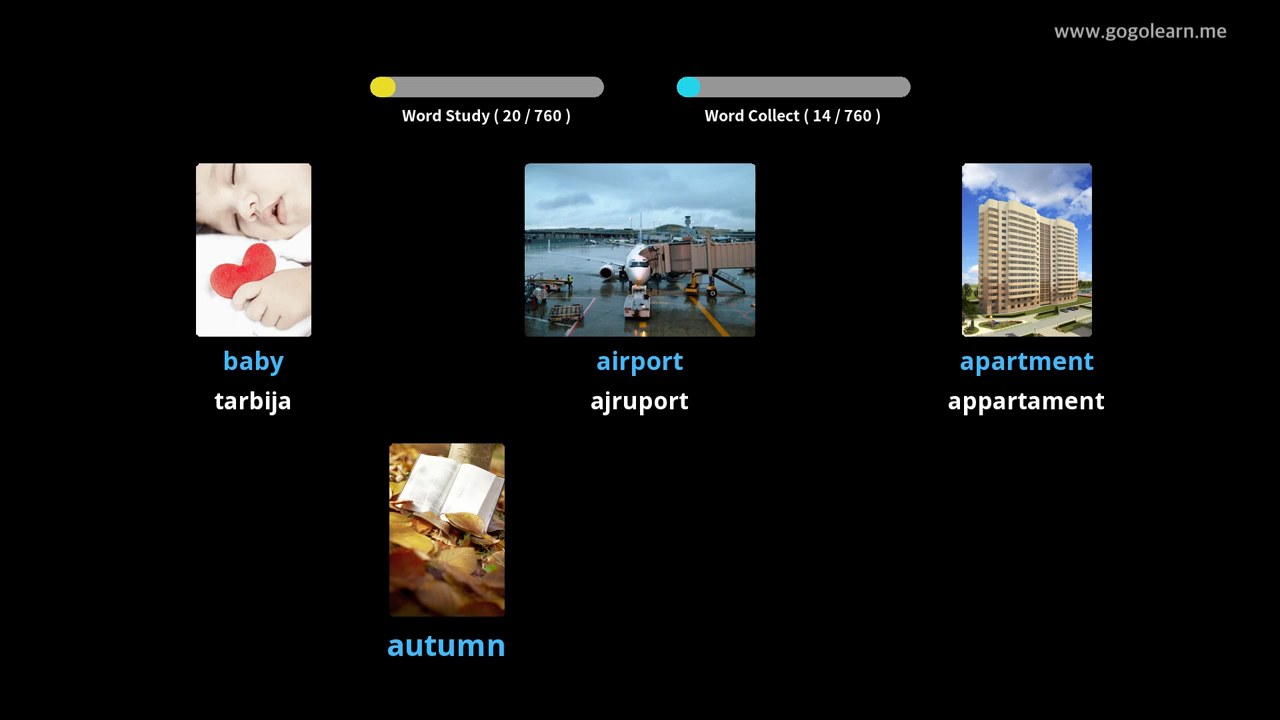 www.gogolearn.me
Word Study ( 20 / 760 )
Word Collect ( 14 / 760 )
baby
airport
apartment
tarbija
ajruport
appartament
autumn